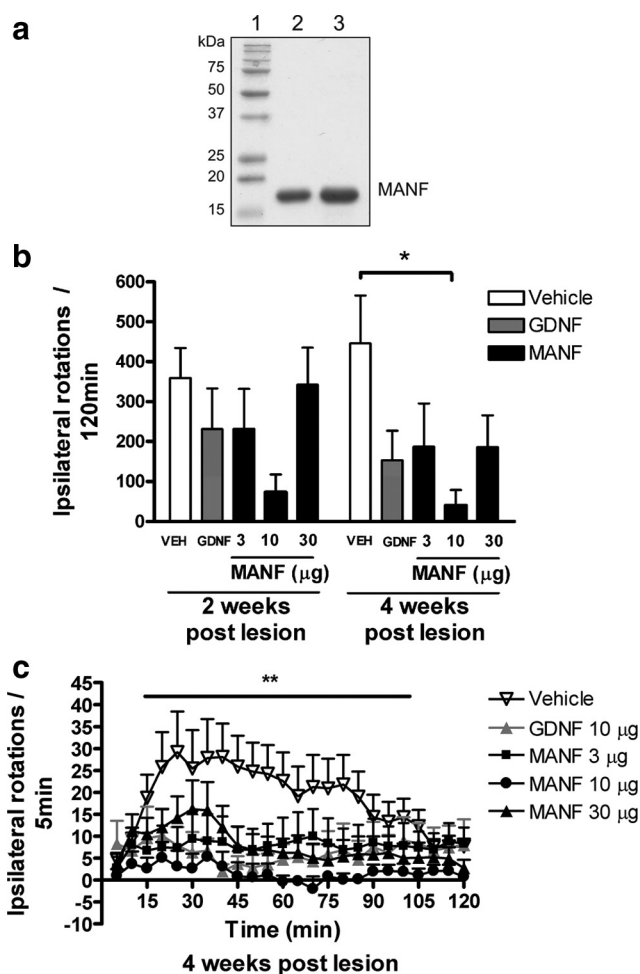 a
1 2 3
kDa
75
50
37
25
20
15
MANF
b
Ipsilateral rotations /
120min
600
500
400
300
200
100
0
*
Vehicle
GDNF
MANF
VEH GDNF 3 10 30 VEH GDNF 3 10 30
MANF (µg) MANF (µg)
2 weeks
post lesion
4 weeks
post lesion
c
Ipsilateral rotations /
5min
45
40
35
30
25
20
15
10
5
0
-5
-10
**
Vehicle
GDNF 10 µg
MANF 3 µg
MANF 10 µg
MANF 30 µg
15 30 45 60 75 90 105 120
Time (min)
4 weeks post lesion